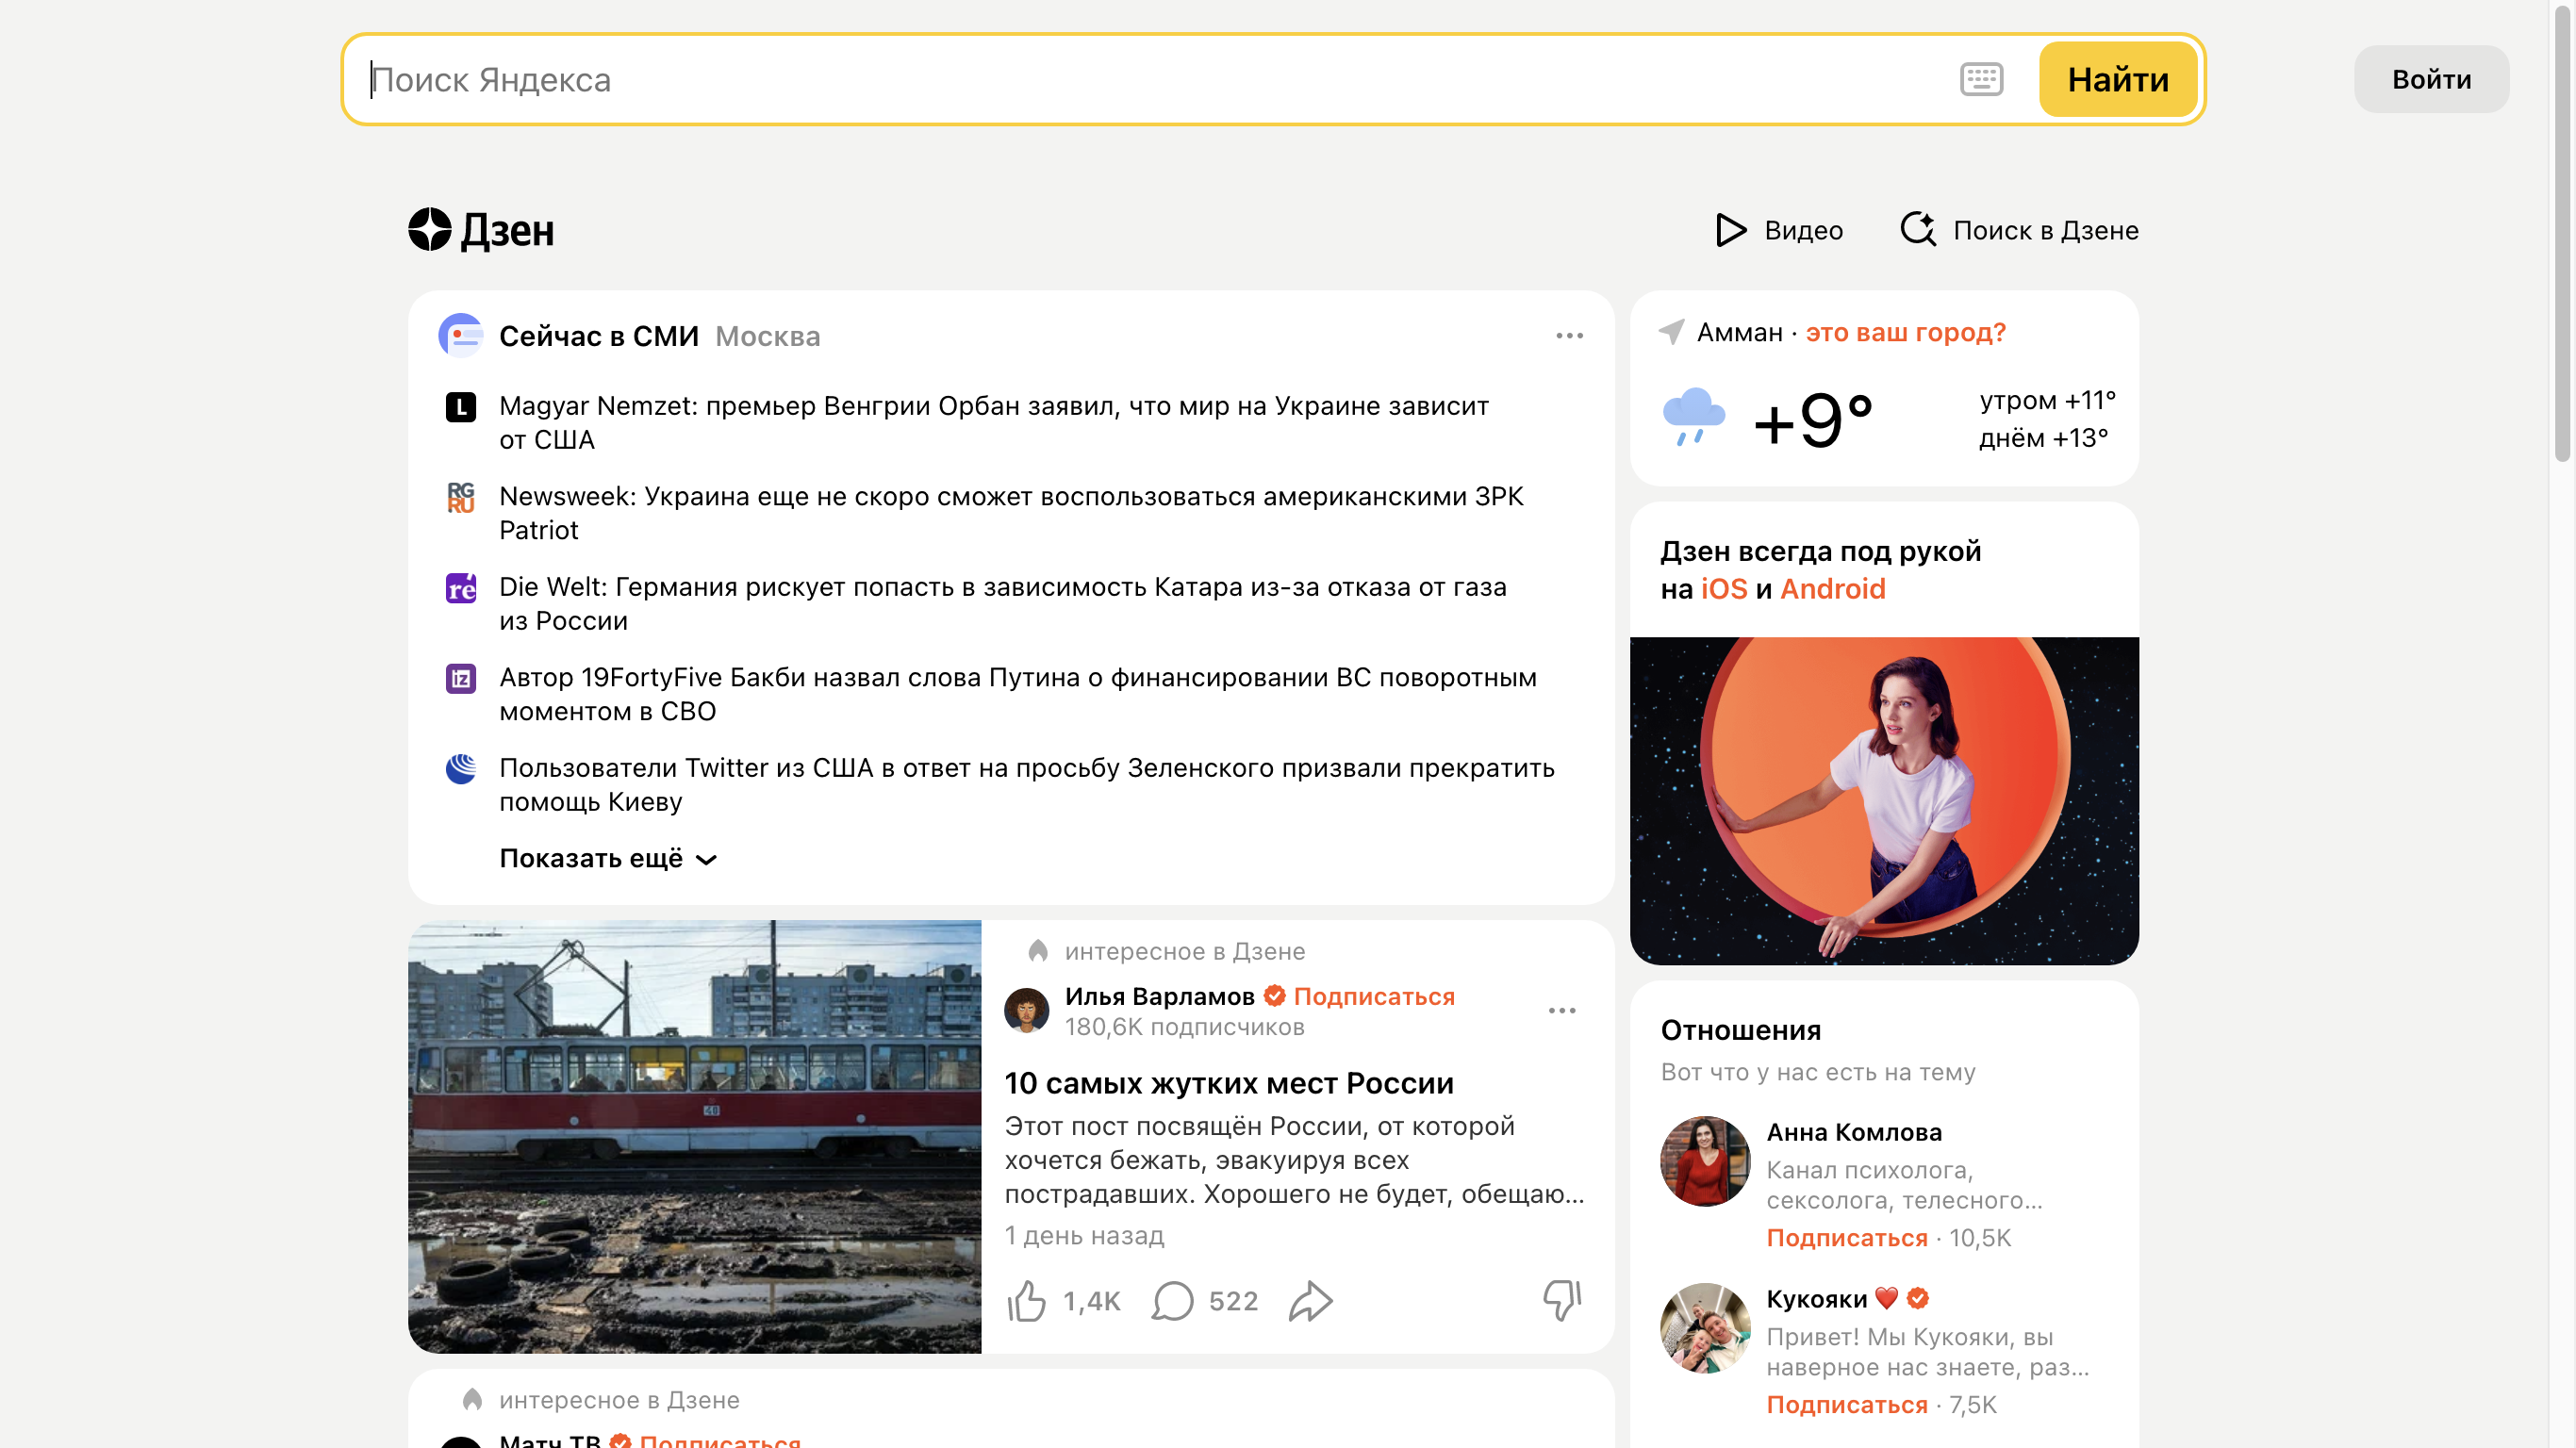 Поиск Яндекса
Найти
Войти
Дзен
Видео
Поиск в Дзене
Сейчас в СМИ Москва
L
Magyar Nemzet: премьер Венгрии Орбан заявил, что мир на Украине зависит
от США
RG
RU
Newsweek: Украина еще не скоро сможет воспользоваться американскими ЗРК
Patriot
re
Die Welt: Германия рискует попасть в зависимость Катара из-за отказа от газа
из России
iz
Автор 19FortyFive Бакби назвал слова Путина о финансировании ВС поворотным
моментом в СВО
Пользователи Twitter из США в ответ на просьбу Зеленского призвали прекратить
помощь Киеву
Показать ещё
Амман · это ваш город?
+9°
утром +11°
днём +13°
Дзен всегда под рукой
на iOS и Android
интересное в Дзене
Илья Варламов Подписаться
180,6K подписчиков
10 самых жутких мест России
Этот пост посвящён России, от которой
хочется бежать, эвакуируя всех
пострадавших. Хорошего не будет, обещаю...
1 день назад
1,4K
522
Отношения
Вот что у нас есть на тему
Анна Комлова
Канал психолога,
сексолога, телесного...
Подписаться · 10,5K
Кукояки ❤️
Привет! Мы Кукояки, вы
наверное нас знаете, раз...
Подписаться · 7,5K
интересное в Дзене
Матч ТВ Подписаться